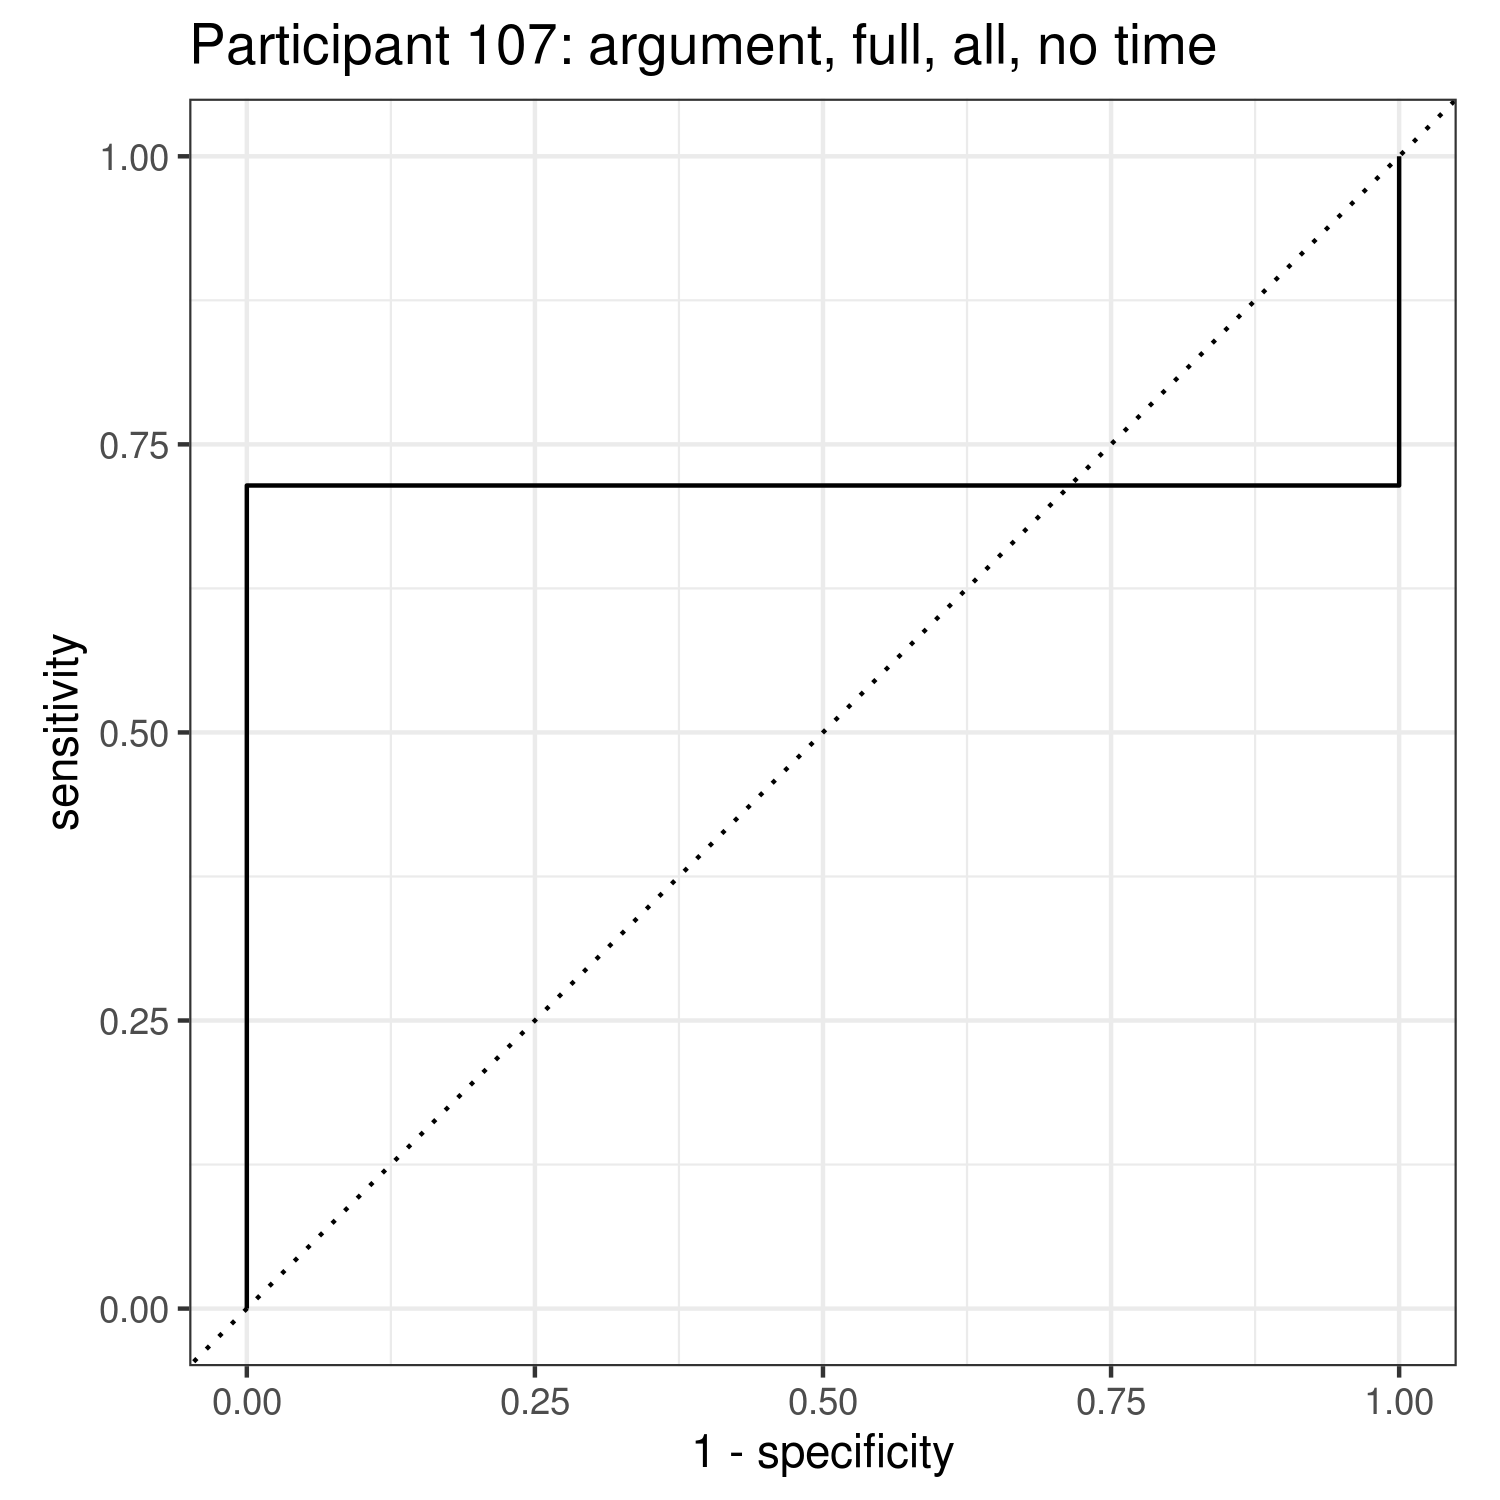 Participant 107: argument, full, all, no time
1.00
0.75
0.50
0.25
0.00
sensitivity
0.00 0.25 0.50 0.75 1.00
1 - specificity